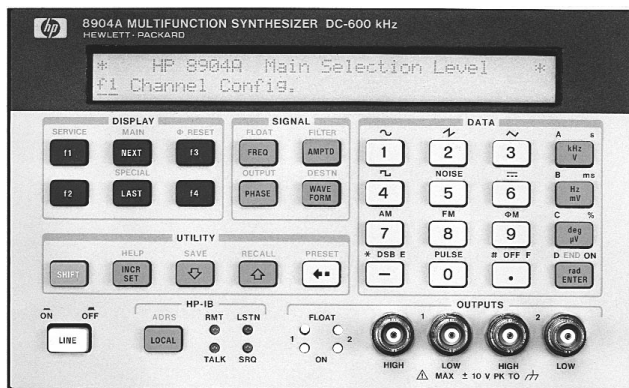 hp 8904A MULTIFUNCTION SYNTHESIZER DC-600 kHz
HEWLETT-PACKARD
* HP 8904A Main Selection Level *
f1 Channel Config.
DISPLAY
SERVICE MAIN Φ RESET
f1 NEXT f3
SPECIAL
f2 LAST f4
SIGNAL
FLOAT FILTER
FREQ AMPTD
OUTPUT DESTN
PHASE WAVE FORM
DATA
A s
1 2 3 kHz V
NOISE B ms
4 5 6 Hz mV
AM FM ΦM C %
7 8 9 deg µV
* DSB E PULSE # OFF F D END ON
− 0 . rad ENTER
UTILITY
HELP SAVE RECALL PRESET
SHIFT INCR SET
ON OFF
LINE
HP-IB
ADRS RMT LSTN
LOCAL
TALK SRQ
FLOAT
1 2
ON
OUTPUTS
1 2
HIGH LOW HIGH LOW
⚠ MAX ± 10 V PK TO